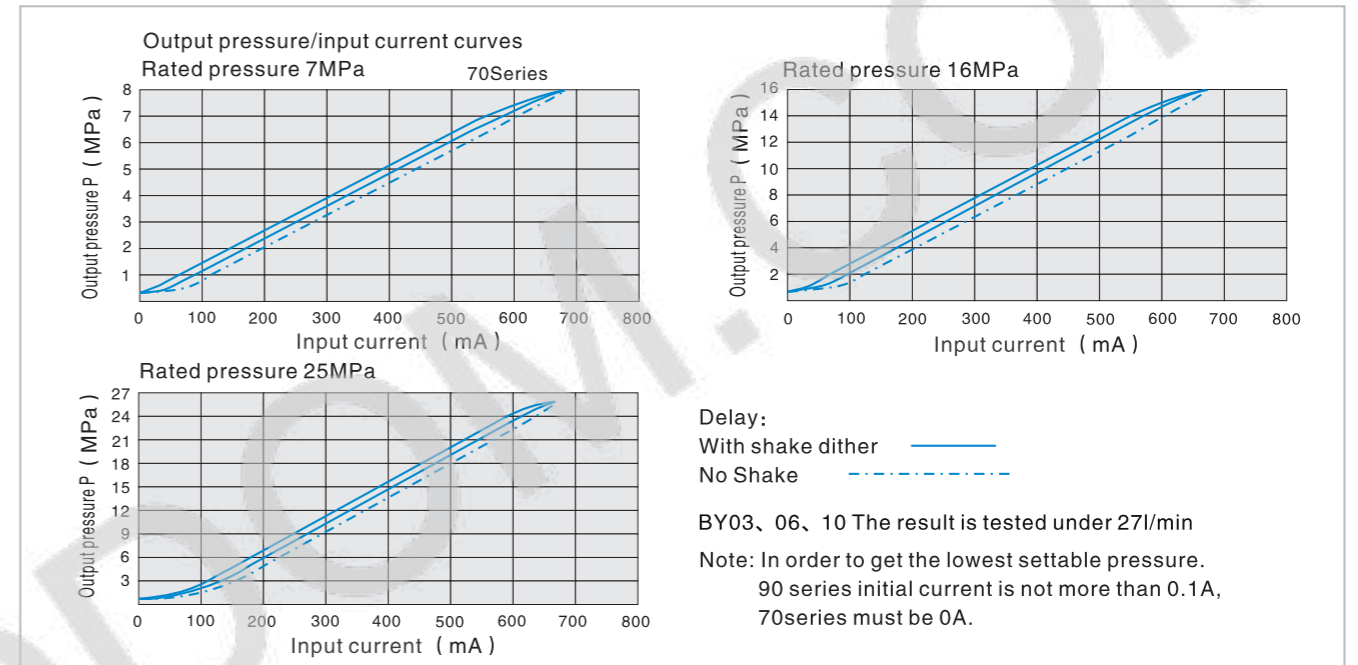 Output pressure/input current curves
Rated pressure 7MPa
70Series
Output pressure P ( MPa )
8
7
6
5
4
3
2
1
0 100 200 300 400 500 600 700 800
Input current ( mA )
Rated pressure 16MPa
Output pressure P ( MPa )
16
14
12
10
8
6
4
2
0 100 200 300 400 500 600 700 800
Input current ( mA )
Rated pressure 25MPa
Output pressure P ( MPa )
27
24
21
18
15
12
9
6
3
0 100 200 300 400 500 600 700 800
Input current ( mA )
Delay：
With shake dither
No Shake
BY03、06、10 The result is tested under 27l/min
Note: In order to get the lowest settable pressure.
90 series initial current is not more than 0.1A,
70series must be 0A.